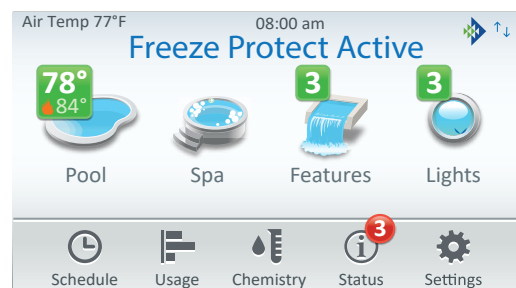 Air Temp 77°F
08:00 am
Freeze Protect Active
78°
84°
3
3
Pool
Spa
Features
Lights
3
Schedule
Usage
Chemistry
Status
Settings